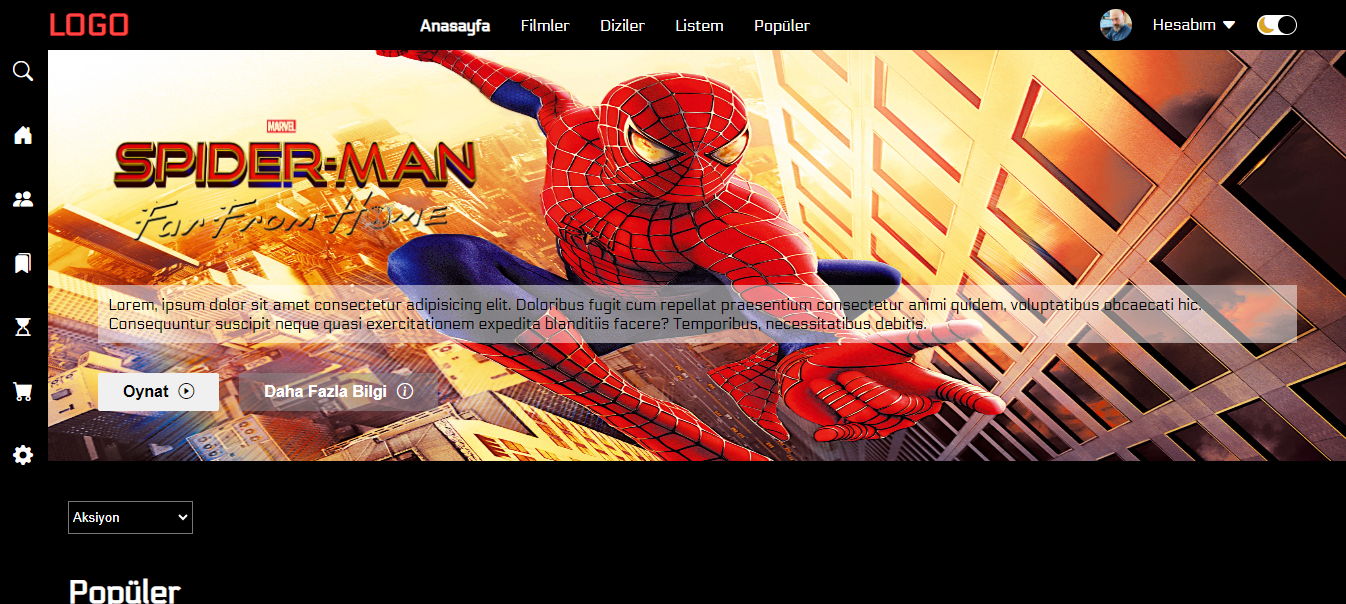 LOGO
Anasayfa Filmler Diziler Listem Popüler
Hesabım
MARVEL
SPIDER-MAN
Far From Home
Lorem, ipsum dolor sit amet consectetur adipisicing elit. Doloribus fugit cum repellat praesentium consectetur animi quidem, voluptatibus obcaecati hic.
Consequuntur suscipit neque quasi exercitationem expedita blanditiis facere? Temporibus, necessitatibus debitis.
Oynat
Daha Fazla Bilgi
Aksiyon
Popüler